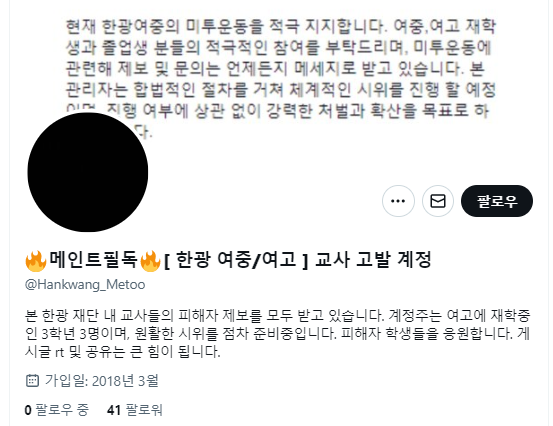 현재 한광여중의 미투운동을 적극 지지합니다. 여중,여고 재학
생과 졸업생 분들의 적극적인 참여를 부탁드리며, 미투운동에
관련해 제보 및 문의는 언제든지 메세지로 받고 있습니다. 본
관리자는 합법적인 절차를 거쳐 체계적인 시위를 진행 할 예정
진행 여부에 상관 없이 강력한 처벌과 확산을 목표로 하
다.
팔로우
🔥메인트필독🔥[ 한광 여중/여고 ] 교사 고발 계정
@Hankwang_Metoo
본 한광 재단 내 교사들의 피해자 제보를 모두 받고 있습니다. 계정주는 여고에 재학중
인 3학년 3명이며, 원활한 시위를 점차 준비중입니다. 피해자 학생들을 응원합니다. 게
시글 rt 및 공유는 큰 힘이 됩니다.
가입일: 2018년 3월
0 팔로우 중 41 팔로워